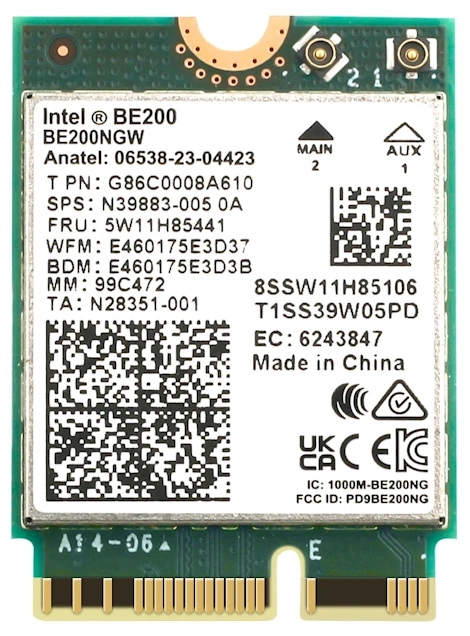 2 1
Intel ® BE200
BE200NGW
Anatel: 06538-23-04423
T PN: G86C0008A610
SPS: N39883-005 0A
FRU: 5W11H85441
WFM: E460175E3D37
BDM: E460175E3D3B
MM: 99C472
TA: N28351-001
MAIN
2
AUX
1
8SSW11H85106
T1SS39W05PD
EC: 6243847
Made in China
UK
CA CE
IC: 1000M-BE200NG
FCC ID: PD9BE200NG
A14-06
E